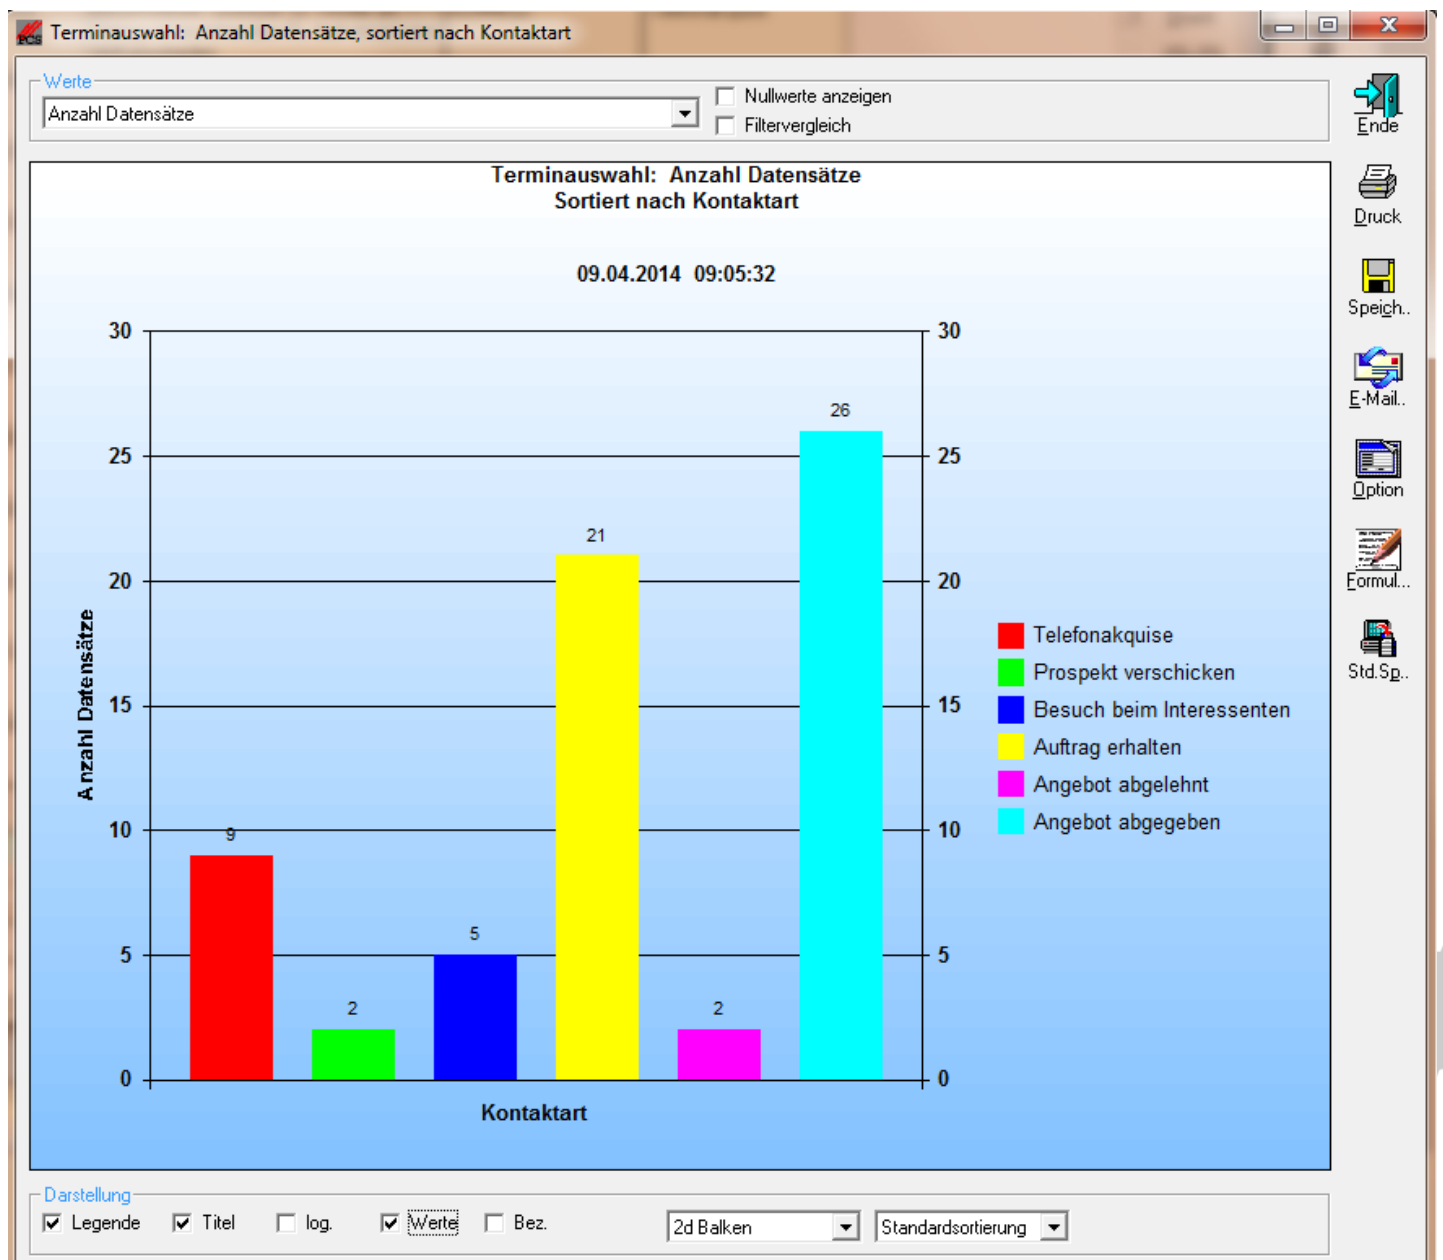 PCS
Terminauswahl: Anzahl Datensätze, sortiert nach Kontaktart
Werte
Anzahl Datensätze
Nullwerte anzeigen
Filtervergleich
Ende
Druck
Speich..
E-Mail..
Option
Formul...
Std.Sp..
Terminauswahl: Anzahl Datensätze
Sortiert nach Kontaktart
09.04.2014 09:05:32
30 30
26
25 25
21
20 20
15 15
10 10
9
5
5 5
2 2
0 0
Anzahl Datensätze
Kontaktart
Telefonakquise
Prospekt verschicken
Besuch beim Interessenten
Auftrag erhalten
Angebot abgelehnt
Angebot abgegeben
Darstellung
Legende Titel log. Werte Bez. 2d Balken Standardsortierung